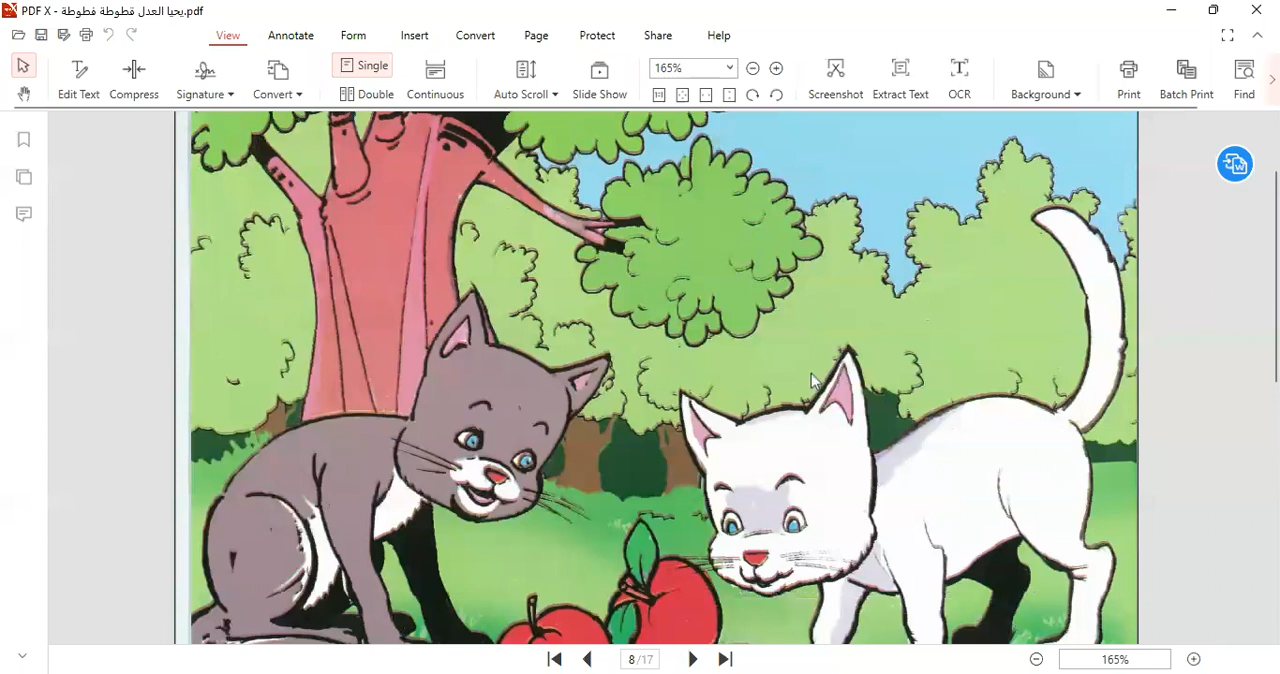 PDF X - يحيا العدل قطوطة فطوطة.pdf
View Annotate Form Insert Convert Page Protect Share Help
Single 165%
Edit Text Compress Signature Convert Double Continuous Auto Scroll Slide Show Screenshot Extract Text OCR Background Print Batch Print Find
8/17 165%